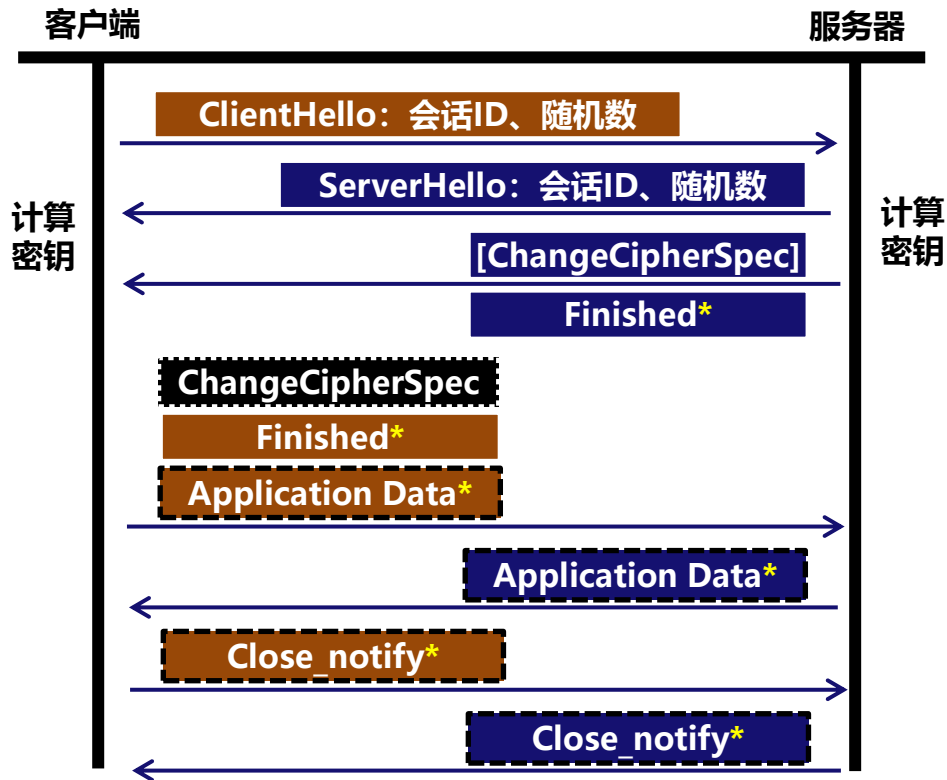 客户端
服务器
ClientHello：会话ID、随机数
ServerHello：会话ID、随机数
计算
密钥
计算
密钥
[ChangeCipherSpec]
Finished*
ChangeCipherSpec
Finished*
Application Data*
Application Data*
Close_notify*
Close_notify*